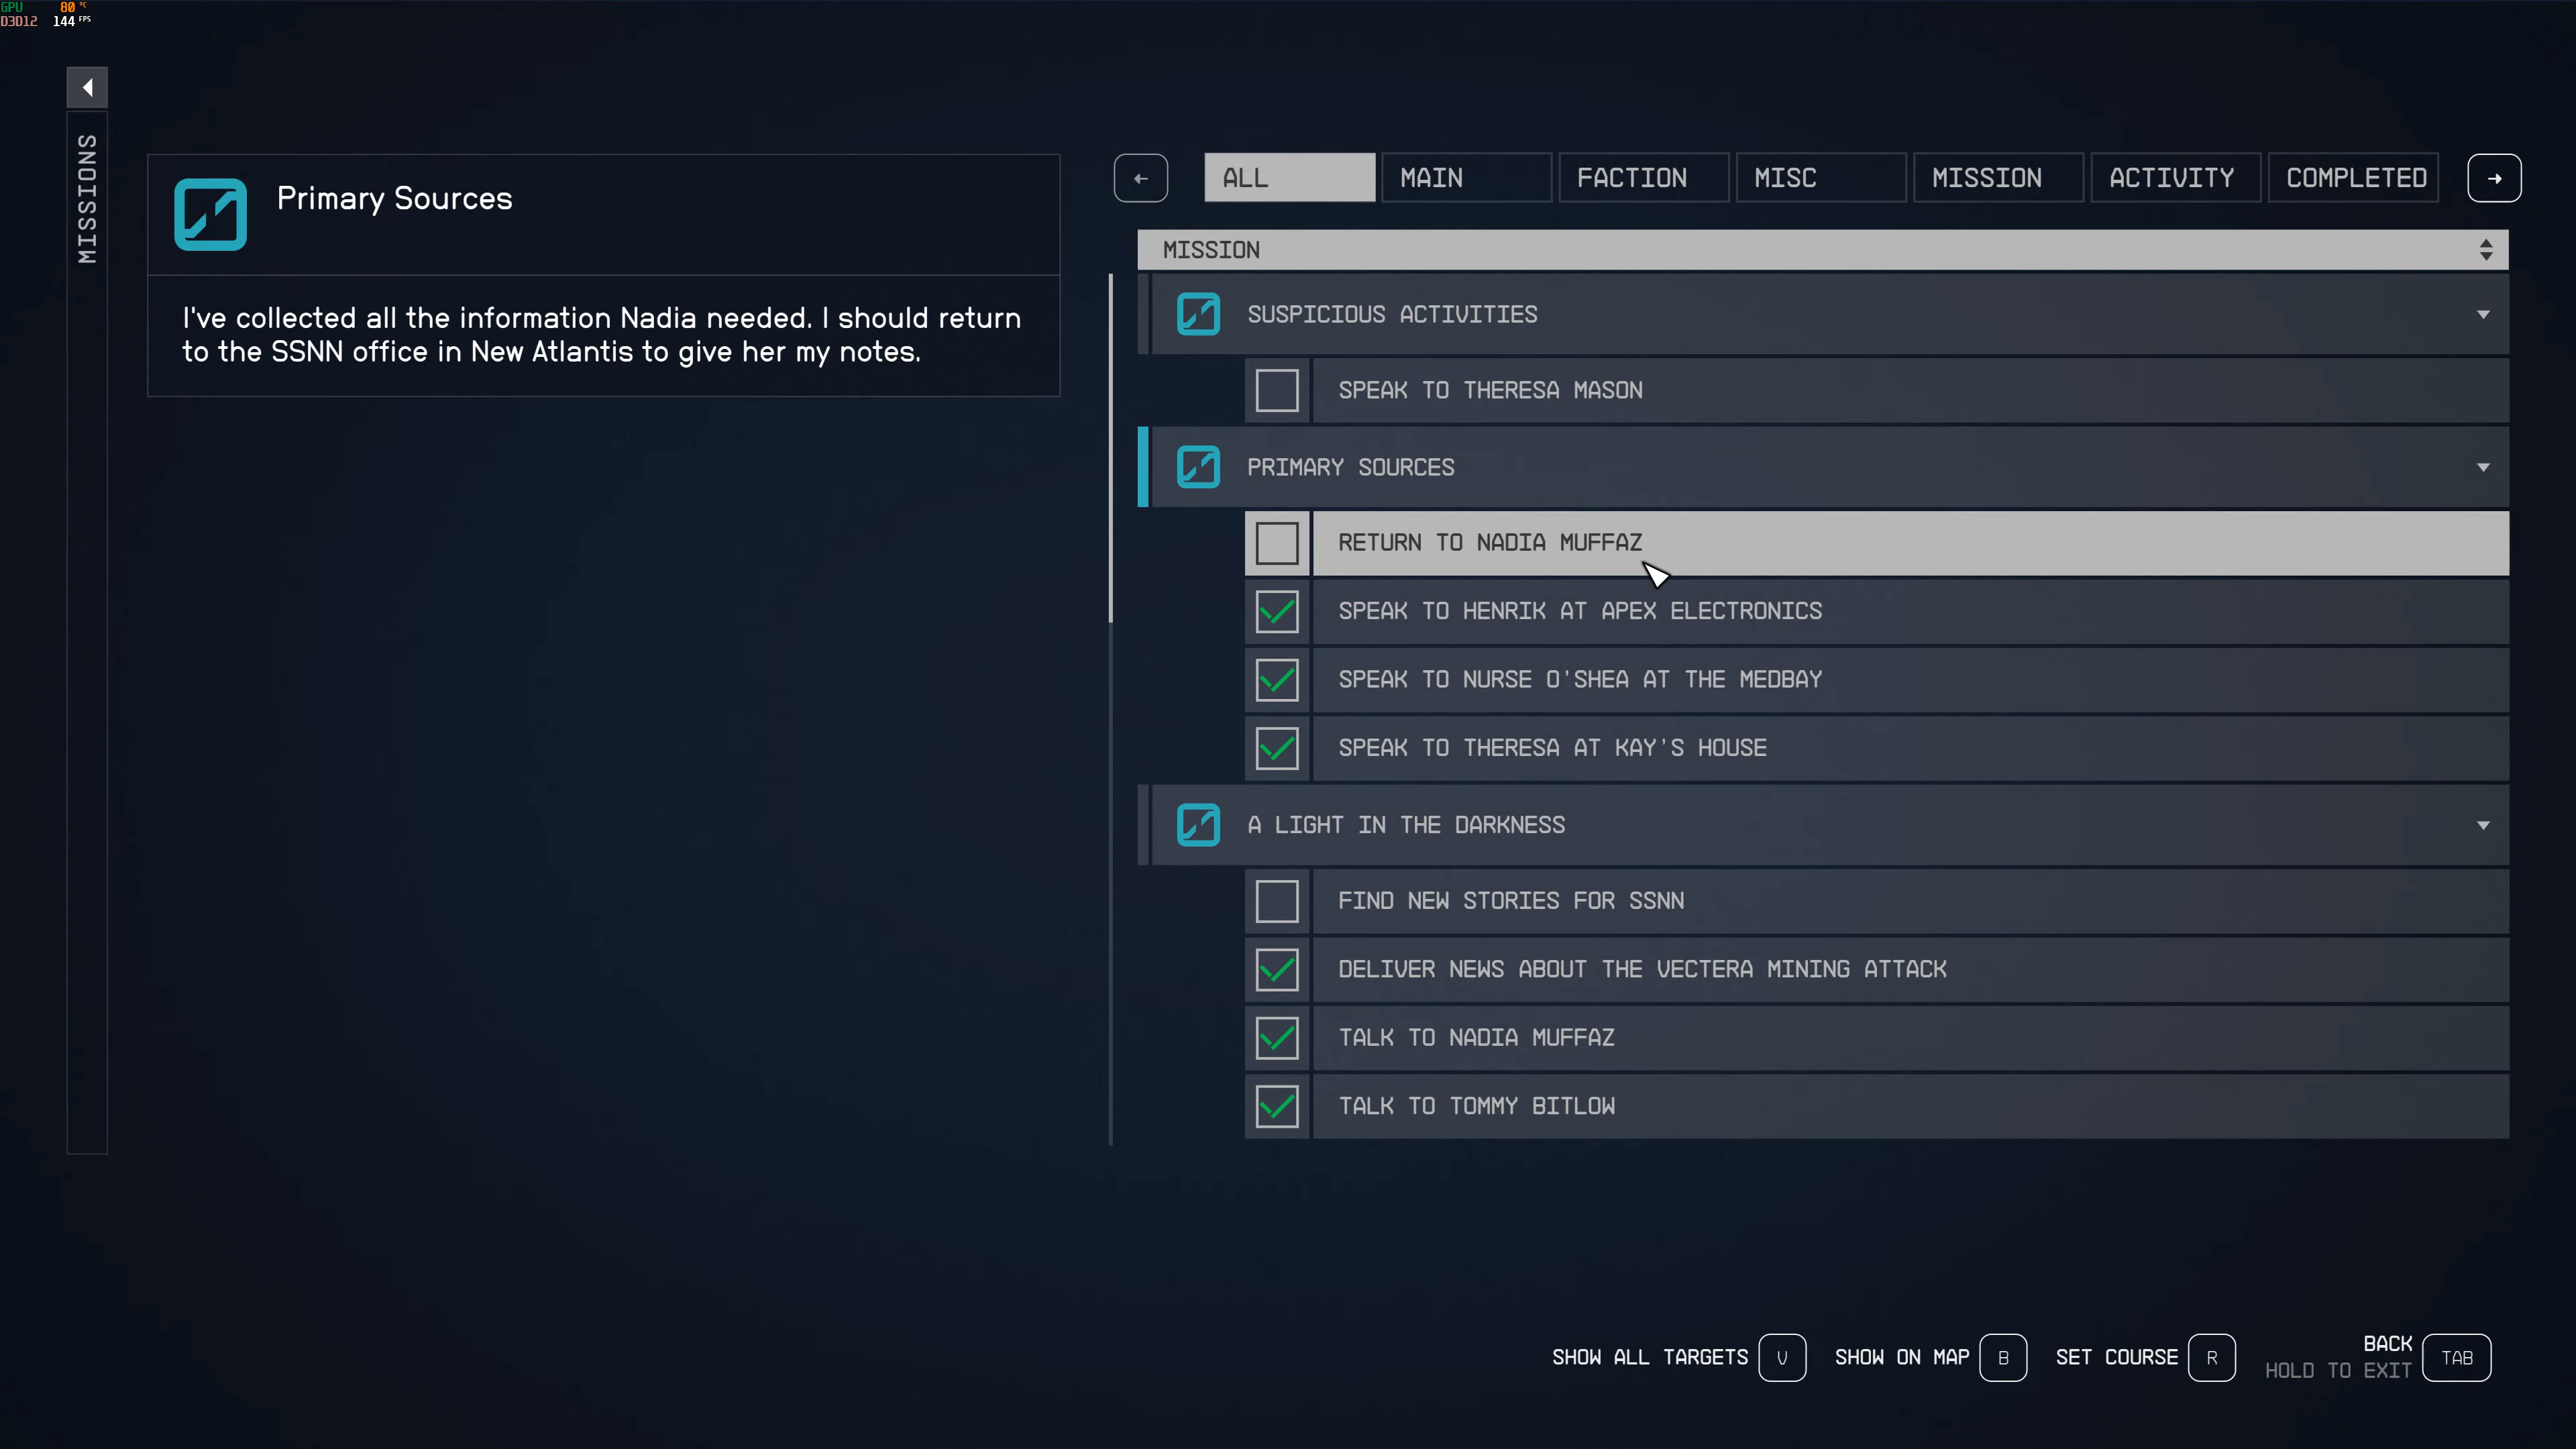 GPU 80 °C
D3D12 144 FPS
MISSIONS
Primary Sources
I've collected all the information Nadia needed. I should return
to the SSNN office in New Atlantis to give her my notes.
ALL MAIN FACTION MISC MISSION ACTIVITY COMPLETED
MISSION
SUSPICIOUS ACTIVITIES
SPEAK TO THERESA MASON
PRIMARY SOURCES
RETURN TO NADIA MUFFAZ
SPEAK TO HENRIK AT APEX ELECTRONICS
SPEAK TO NURSE O'SHEA AT THE MEDBAY
SPEAK TO THERESA AT KAY'S HOUSE
A LIGHT IN THE DARKNESS
FIND NEW STORIES FOR SSNN
DELIVER NEWS ABOUT THE VECTERA MINING ATTACK
TALK TO NADIA MUFFAZ
TALK TO TOMMY BITLOW
SHOW ALL TARGETS V SHOW ON MAP B SET COURSE R BACK TAB
HOLD TO EXIT